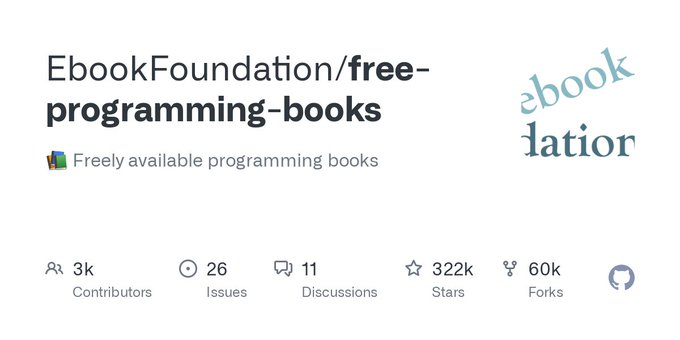 EbookFoundation/free-
programming-books
Freely available programming books
ebook
dation
3k
Contributors
26
Issues
11
Discussions
322k
Stars
60k
Forks